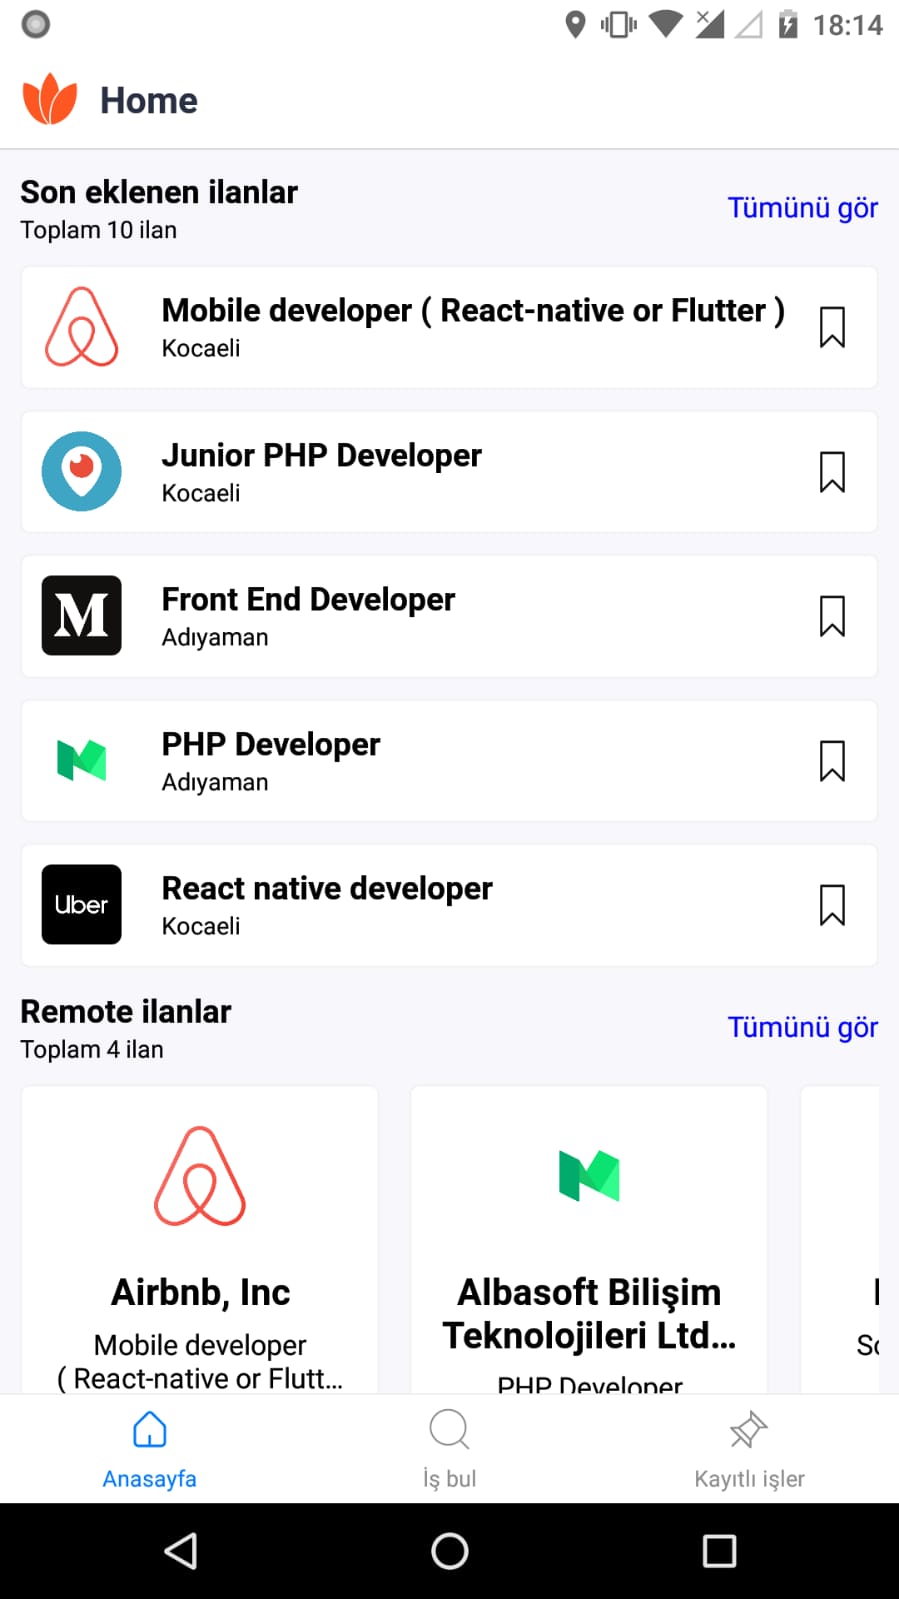 18:14
Home
Son eklenen ilanlar
Toplam 10 ilan
Tümünü gör
Mobile developer ( React-native or Flutter )
Kocaeli
Junior PHP Developer
Kocaeli
M
Front End Developer
Adıyaman
PHP Developer
Adıyaman
Uber
React native developer
Kocaeli
Remote ilanlar
Toplam 4 ilan
Tümünü gör
Airbnb, Inc
Mobile developer
( React-native or Flutt...
Albasoft Bilişim
Teknolojileri Ltd...
PHP Developer
Anasayfa
İş bul
Kayıtlı işler